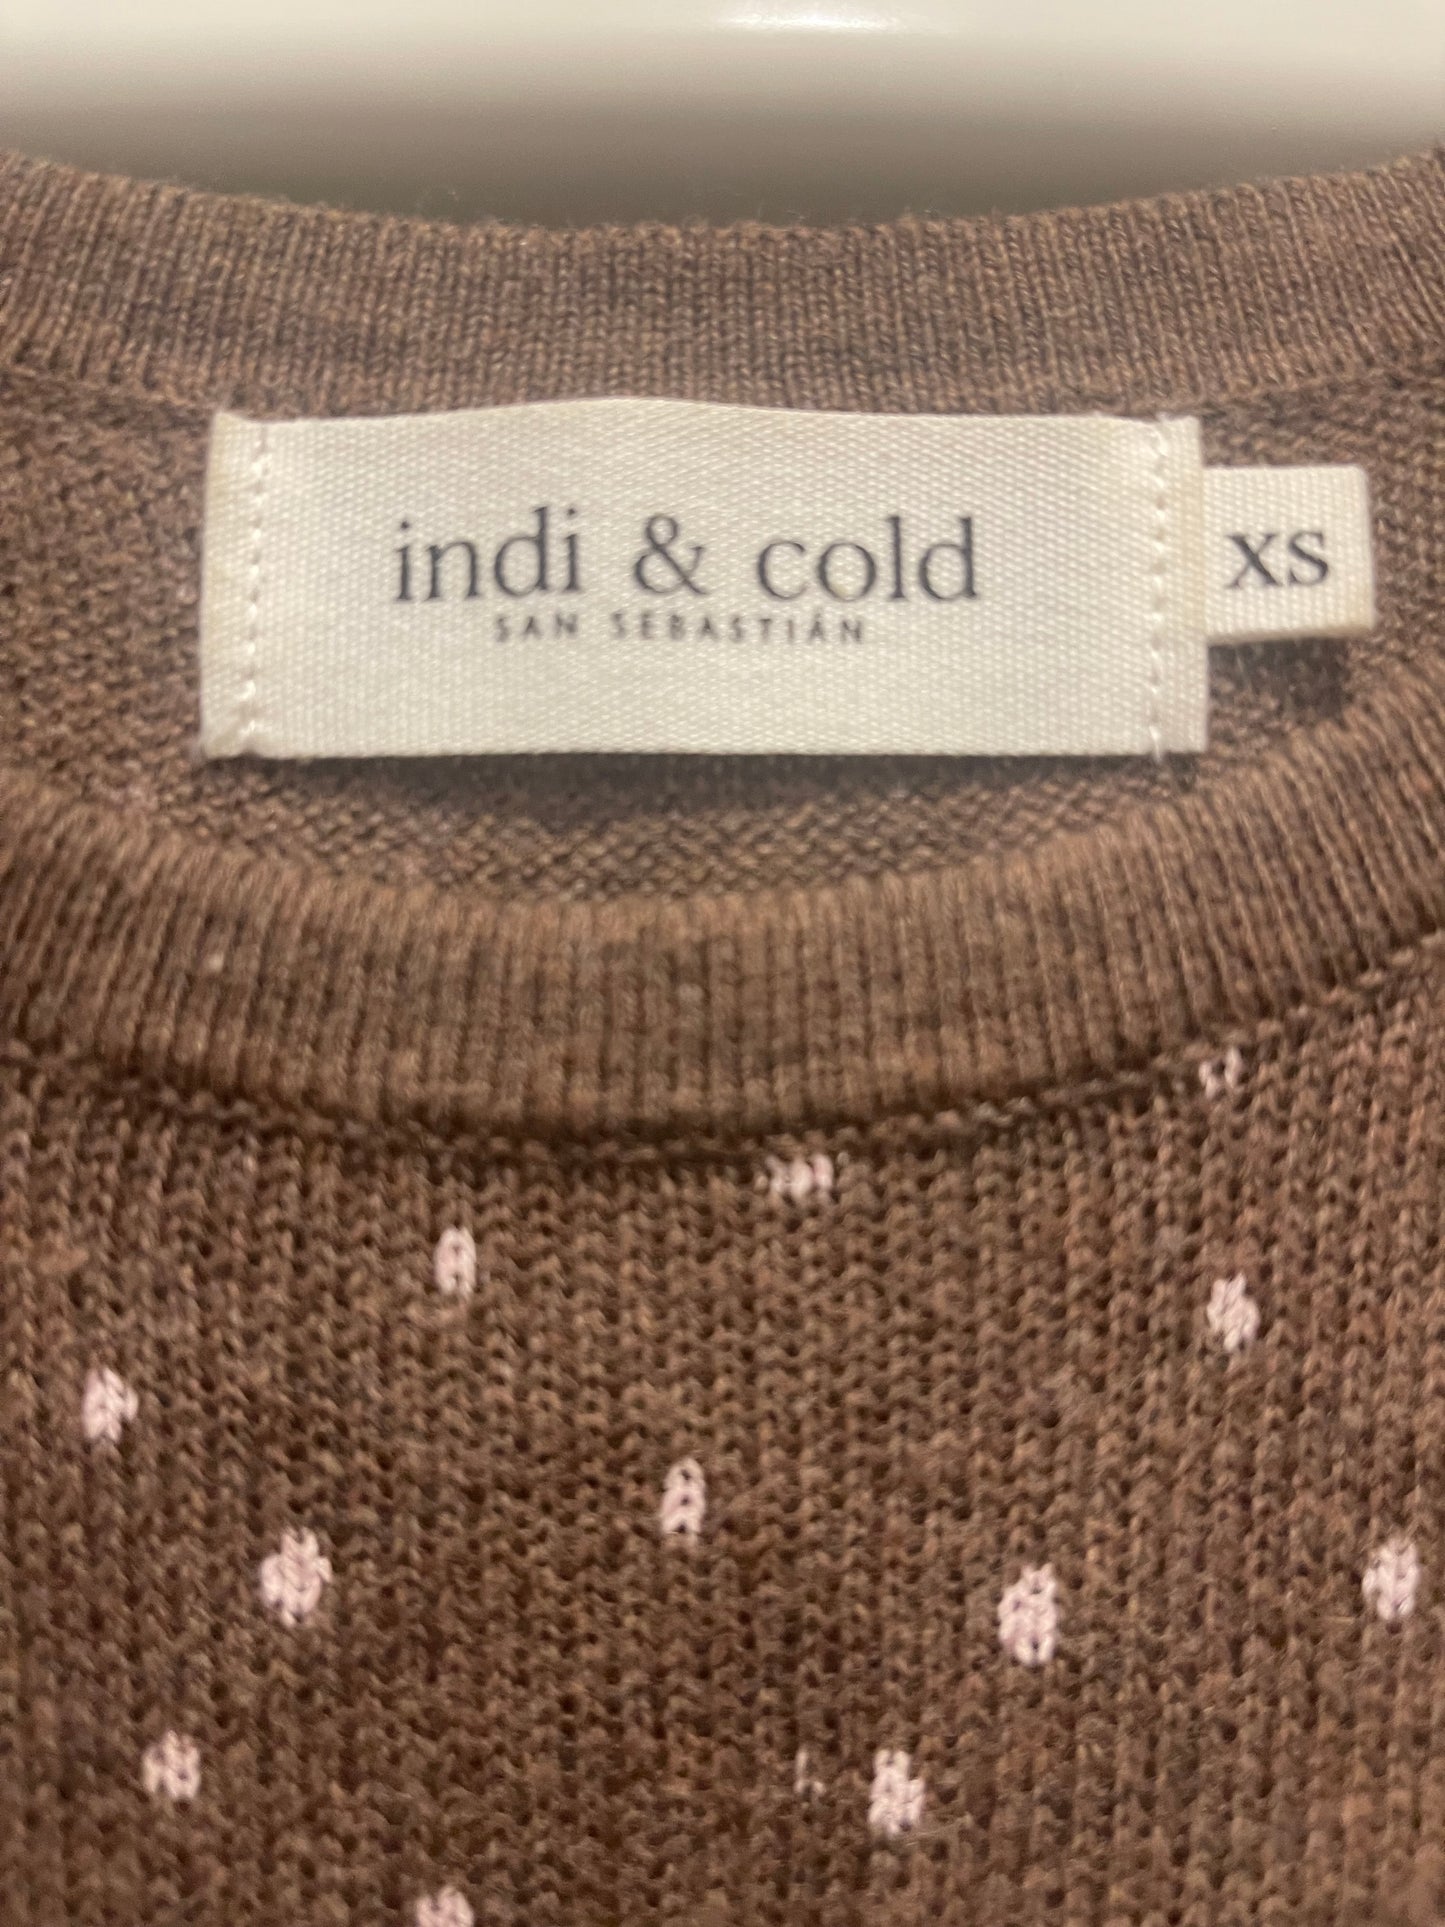 indi & cold
SAN SEBASTIÁN
XS